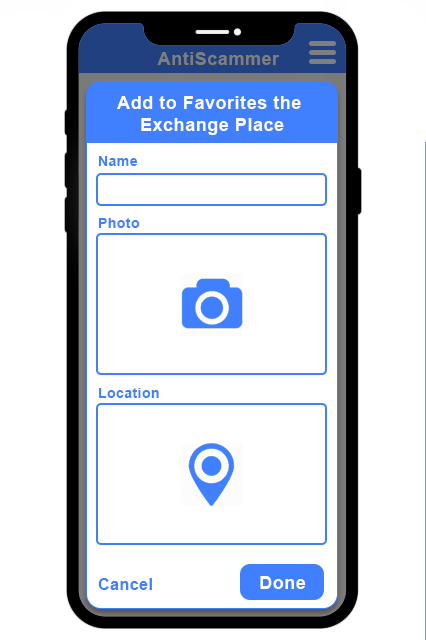 AntiScammer
Add to Favorites the
Exchange Place
Name
Photo
Location
Cancel
Done